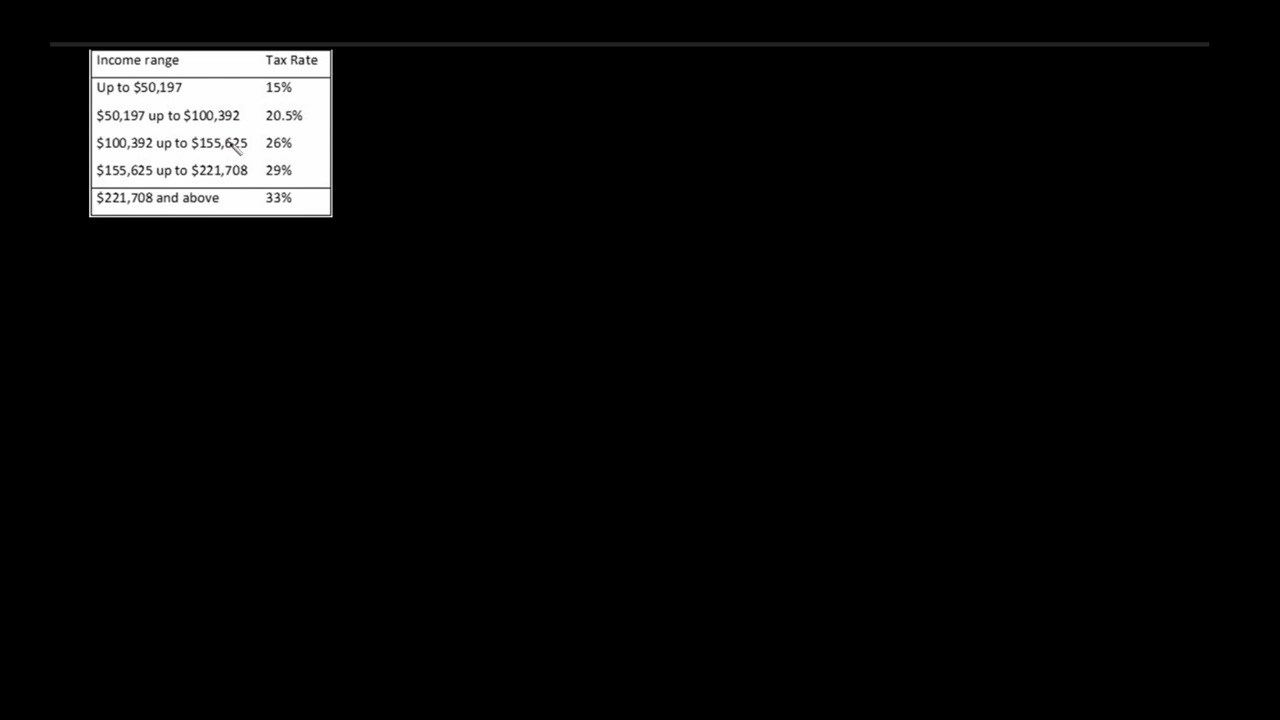 Income range Tax Rate
Up to $50,197 15%
$50,197 up to $100,392 20.5%
$100,392 up to $155,625 26%
$155,625 up to $221,708 29%
$221,708 and above 33%